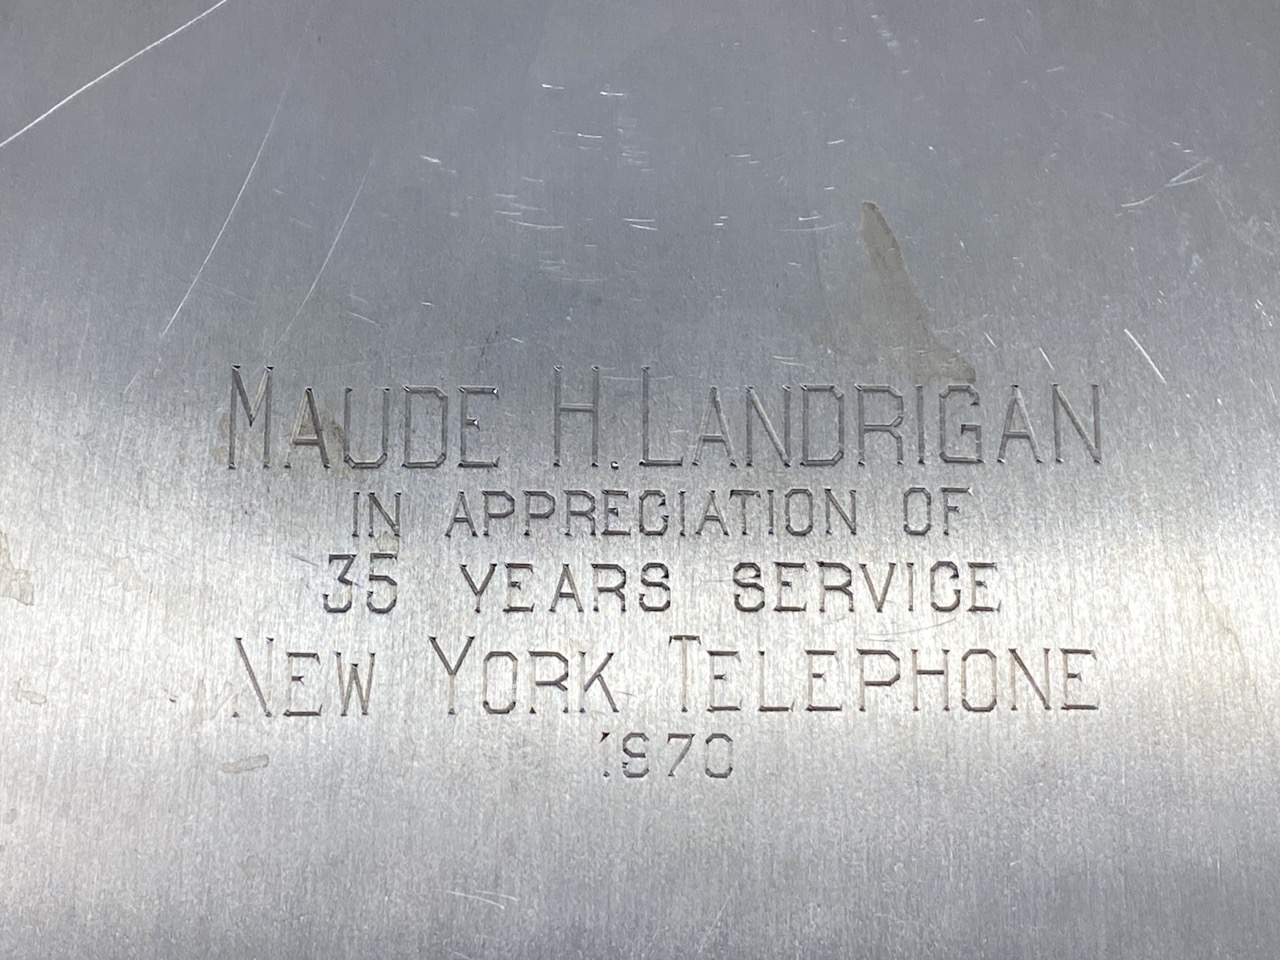 MAUDE H. LANDRIGAN
IN APPRECIATION OF
35 YEARS SERVICE
NEW YORK TELEPHONE
1970